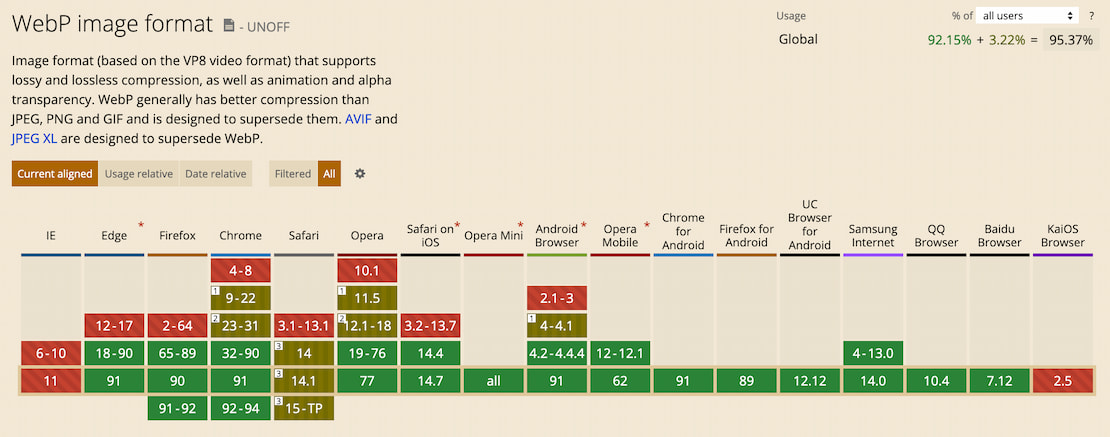 WebP image format - UNOFF
Usage % of all users ?
Global 92.15% + 3.22% = 95.37%
Image format (based on the VP8 video format) that supports
lossy and lossless compression, as well as animation and alpha
transparency. WebP generally has better compression than
JPEG, PNG and GIF and is designed to supersede them. AVIF and
JPEG XL are designed to supersede WebP.
Current aligned Usage relative Date relative Filtered All
IE Edge * Firefox Chrome Safari Opera Safari on iOS * Opera Mini * Android Browser Opera Mobile * Chrome for Android Firefox for Android UC Browser for Android Samsung Internet QQ Browser Baidu Browser KaiOS Browser
4-8 10.1
1 9-22 1 11.5 2.1-3
12-17 2-64 2 23-31 3.1-13.1 2 12.1-18 3.2-13.7 1 4-4.1
6-10 18-90 65-89 32-90 3 14 19-76 14.4 4.2-4.4.4 12-12.1 4-13.0
11 91 90 91 3 14.1 77 14.7 all 91 62 91 89 12.12 14.0 10.4 7.12 2.5
91-92 92-94 3 15-TP